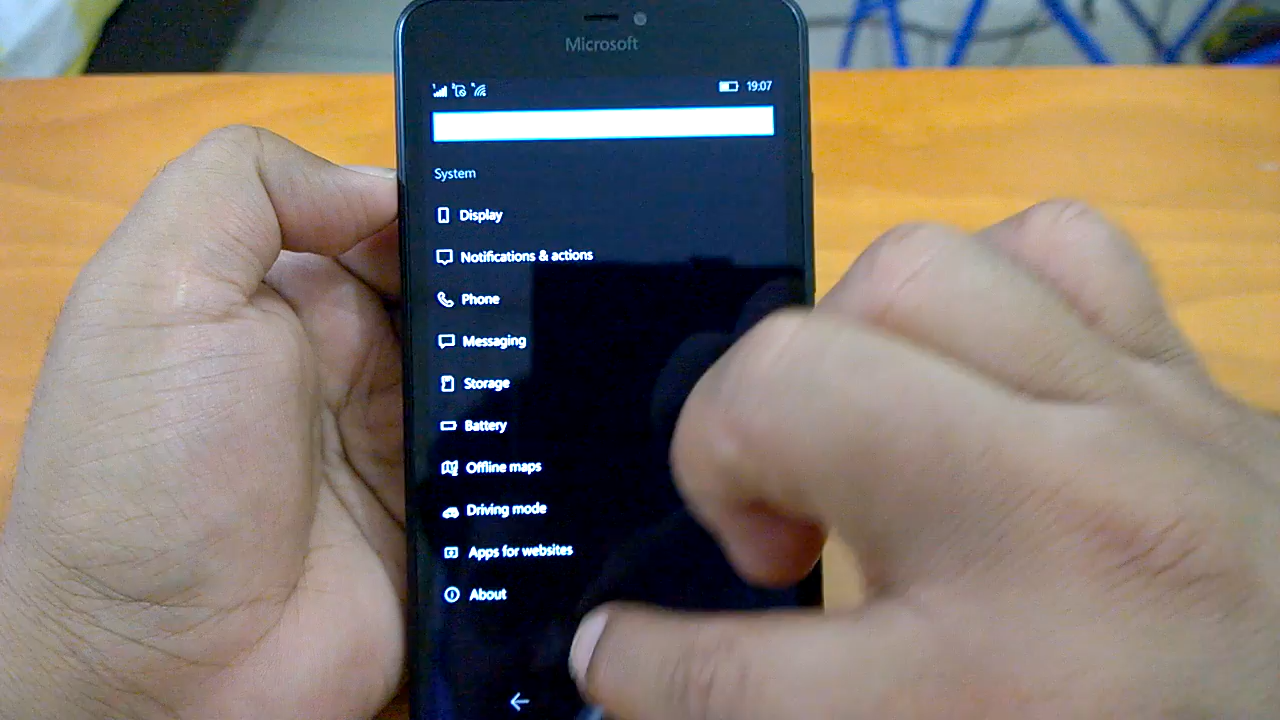 Microsoft
19:07
System
Display
Notifications & actions
Phone
Messaging
Storage
Battery
Offline maps
Driving mode
Apps for websites
About